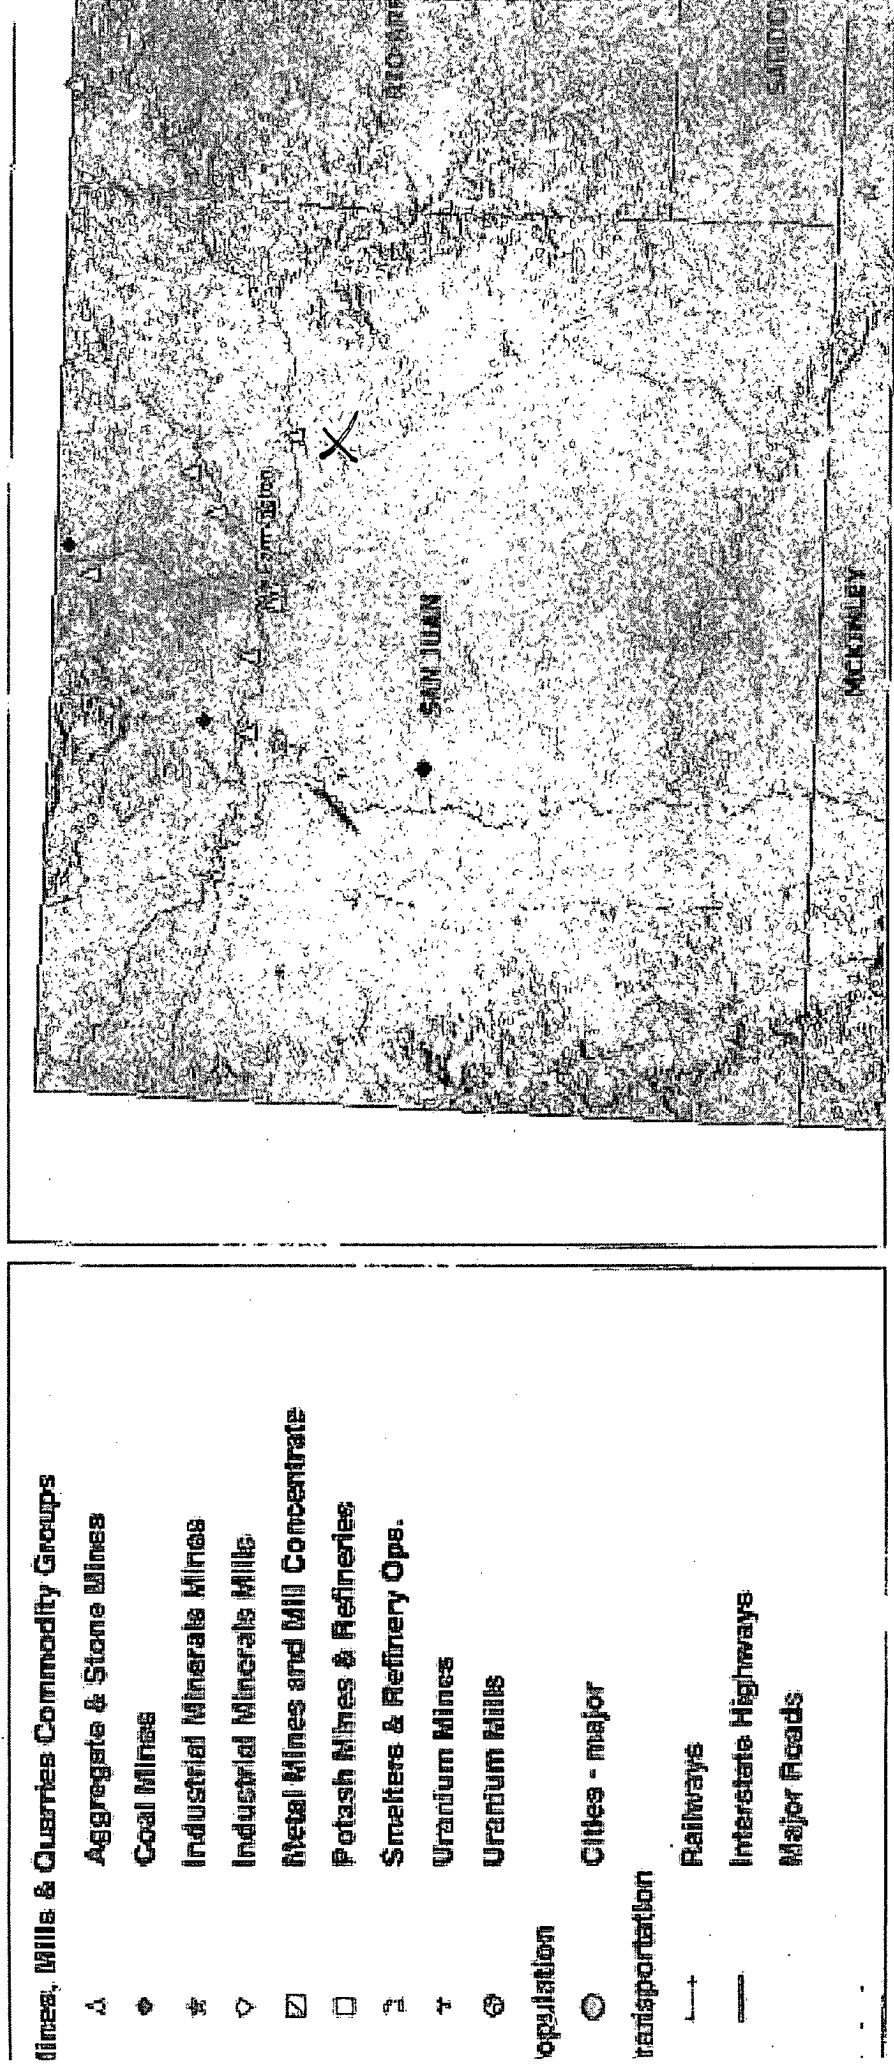 Mines, Mills & Quarries Commodity Groups
Aggregate & Stone Mines
Coal Mines
Industrial Minerals Mines
Industrial Minerals Mills
Metal Mines and Mill Concentrate
Potash Mines & Refineries
Smelters & Refinery Ops.
Uranium Mines
Uranium Mills
opulation
Cities - major
ransportation
Railways
Interstate Highways
Major Roads
Farmington
SAN JUAN
MCKINLEY
SANDO